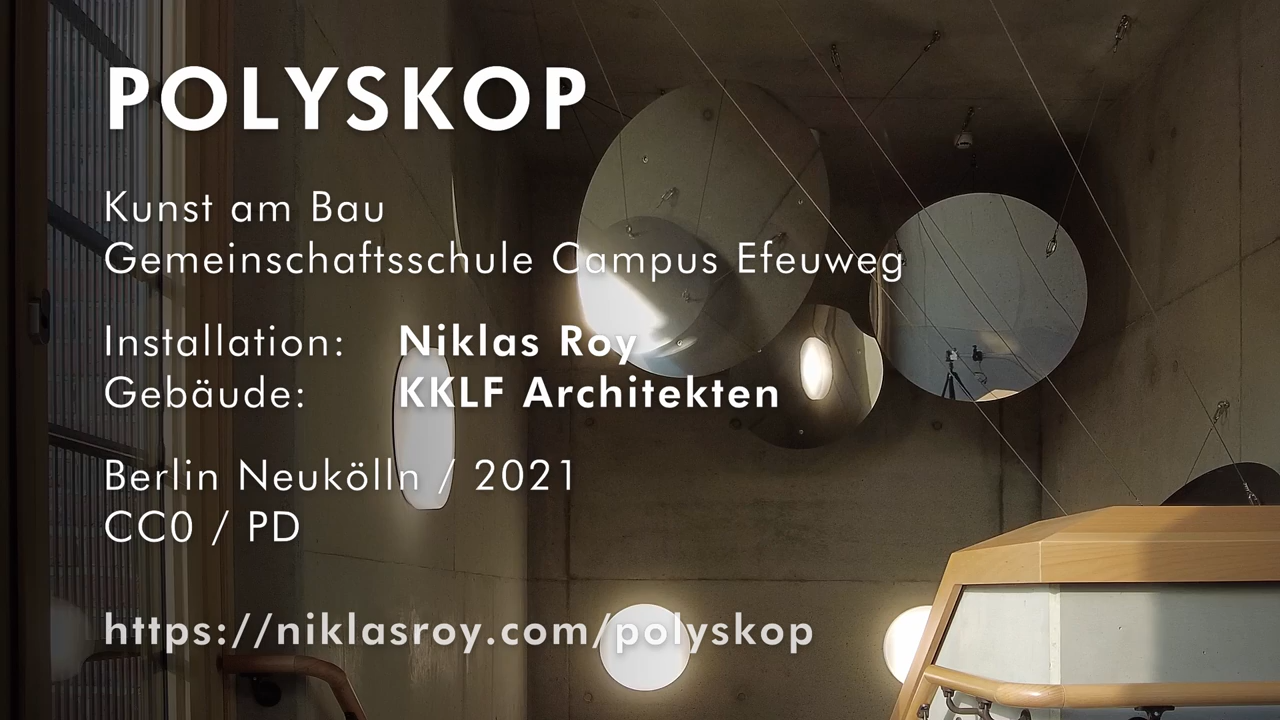 POLYSKOP
Kunst am Bau
Gemeinschaftsschule Campus Efeuweg
Installation: Niklas Roy
Gebäude: KKLF Architekten
Berlin Neukölln / 2021
CC0 / PD
https://niklasroy.com/polyskop